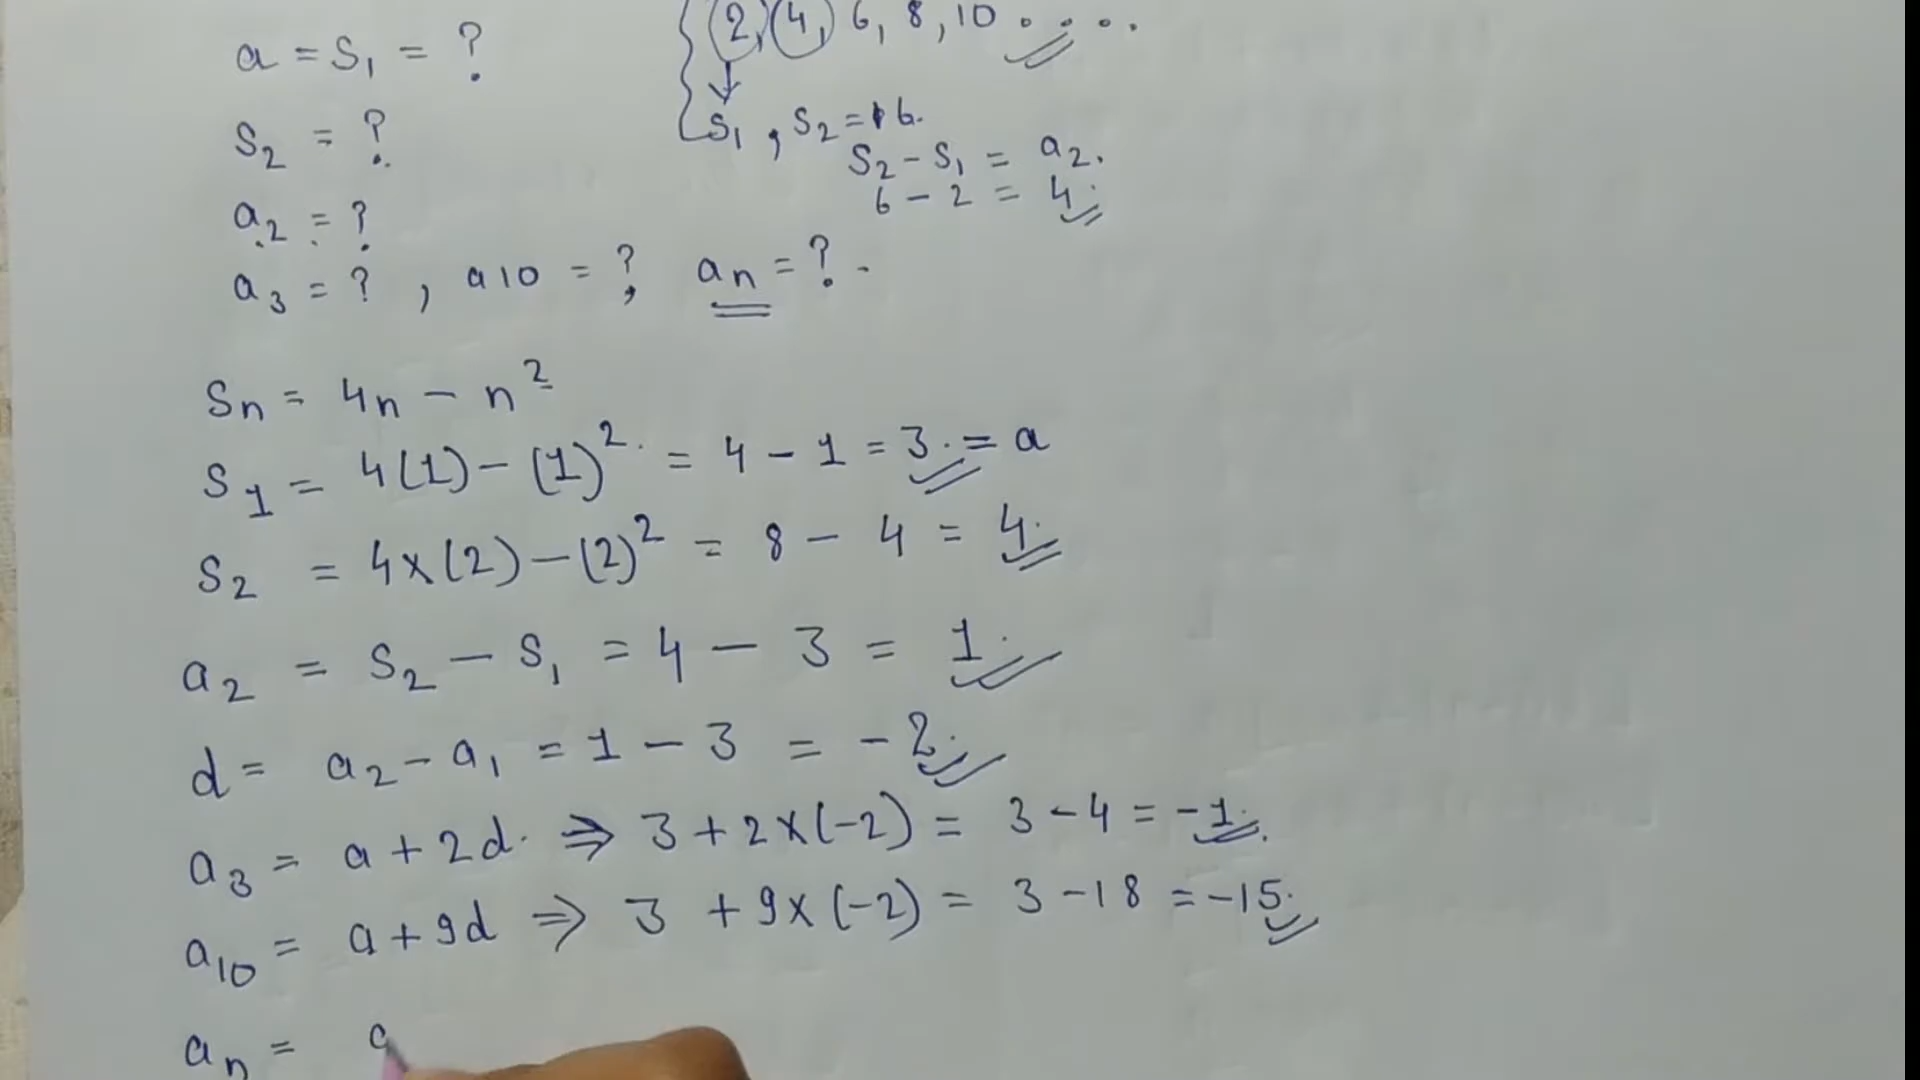 a = S₁ = ?
{ 2, 4, 6, 8, 10 . . . .
S₁ , S₂ = 6.
S₂ = ?
S₂ - S₁ = a₂.
6 - 2 = 4.
a₂ = ?
a₃ = ? , a10 = ? , an = ? .
Sn = 4n - n²
S₁ = 4(1) - (1)² = 4 - 1 = 3. = a
S₂ = 4×(2) - (2)² = 8 - 4 = 4.
a₂ = S₂ - S₁ = 4 - 3 = 1.
d = a₂ - a₁ = 1 - 3 = -2.
a₃ = a + 2d. ⇒ 3 + 2×(-2) = 3 - 4 = -1.
a₁₀ = a + 9d ⇒ 3 + 9×(-2) = 3 - 18 = -15.
an = a